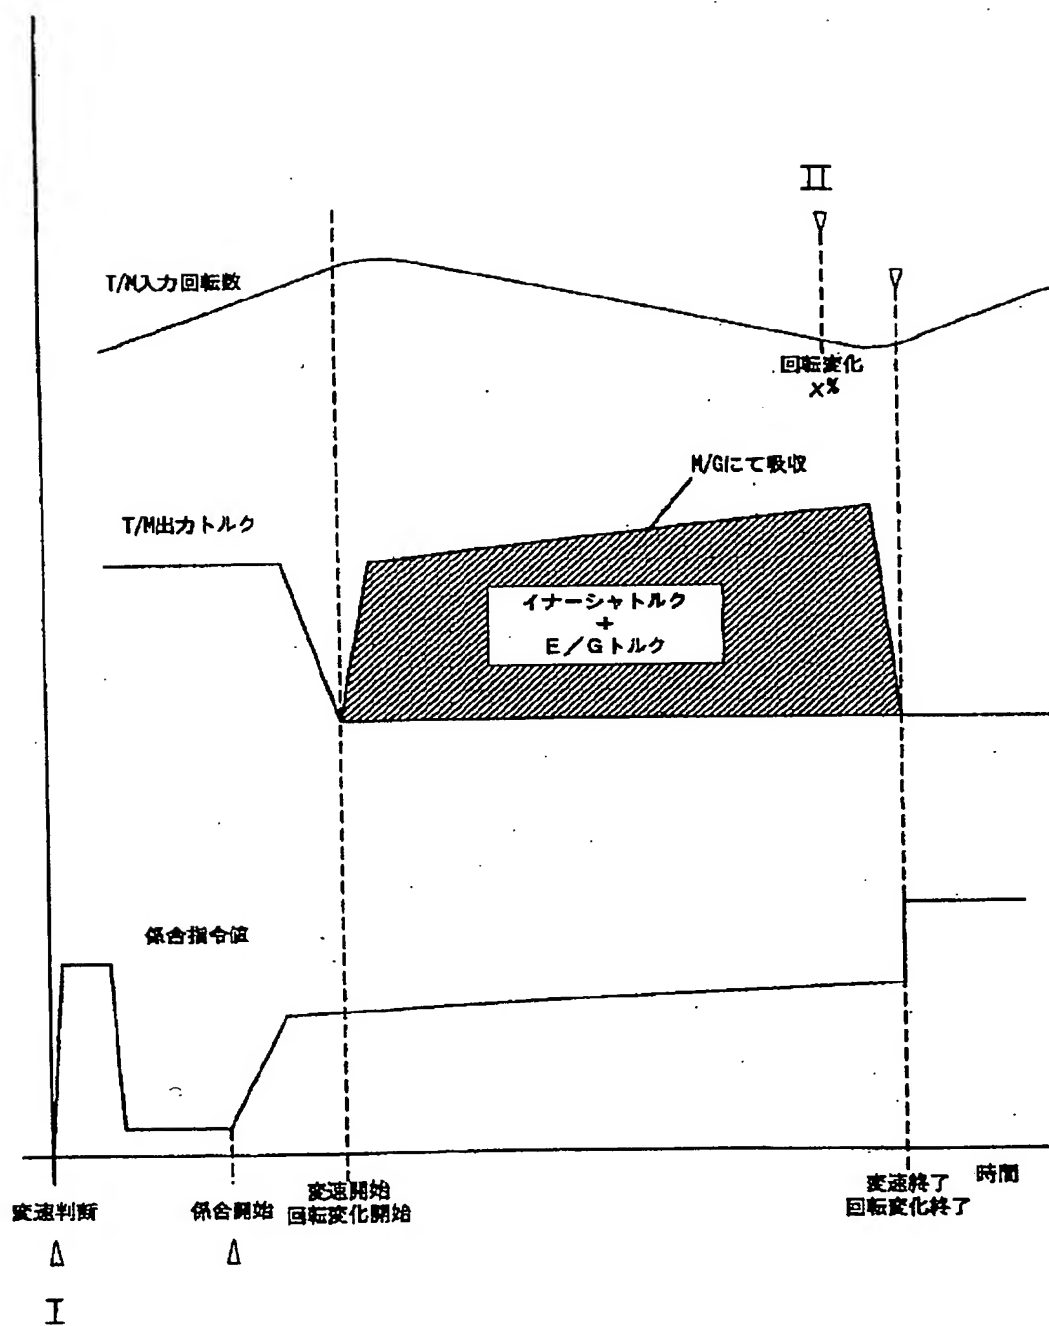 II
T/M入力回転数
回転変化
X%
M/Gにて吸収
T/M出力トルク
イナーシャトルク
+
E/Gトルク
係合指令値
時間
変速判断
係合開始
変速開始
回転変化開始
変速終了
回転変化終了
I